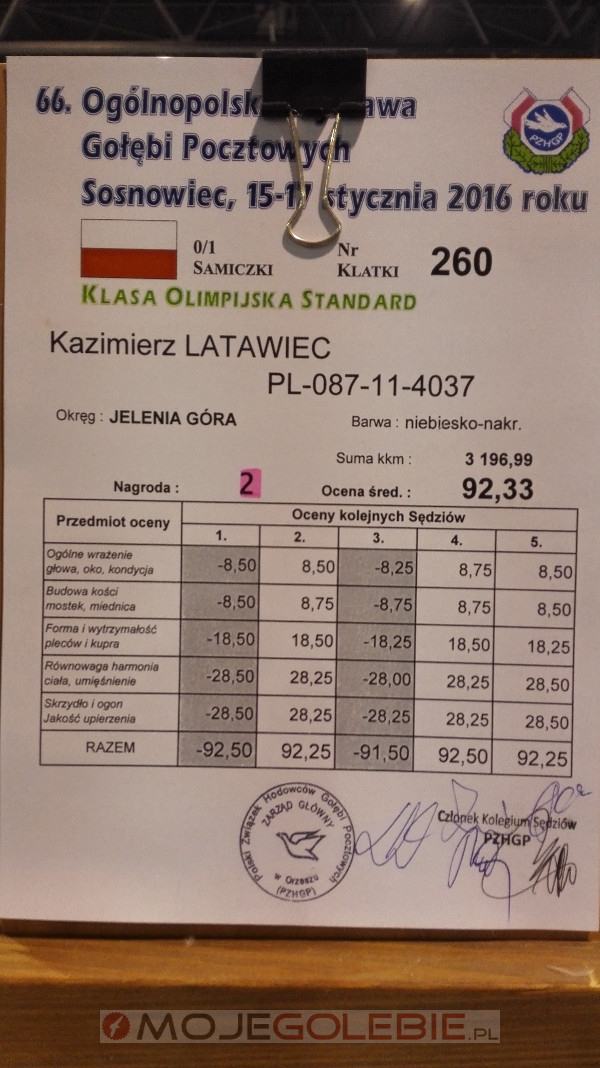 66. Ogólnopolsk awa
Gołębi Pocztowych
Sosnowiec, 15-17 stycznia 2016 roku
PZHGP
0/1 Nr
SAMICZKI KLATKI 260
KLASA OLIMPIJSKA STANDARD
Kazimierz LATAWIEC
PL-087-11-4037
Okręg : JELENIA GÓRA Barwa : niebiesko-nakr.
Suma kkm : 3 196,99
Nagroda : 2 Ocena śred. : 92,33
Przedmiot oceny Oceny kolejnych Sędziów
1. 2. 3. 4. 5.
Ogólne wrażenie
głowa, oko, kondycja -8,50 8,50 -8,25 8,75 8,50
Budowa kości
mostek, miednica -8,50 8,75 -8,75 8,75 8,50
Forma i wytrzymałość
pleców i kupra -18,50 18,50 -18,25 18,50 18,25
Równowaga harmonia
ciała, umięśnienie -28,50 28,25 -28,00 28,25 28,50
Skrzydło i ogon
Jakość upierzenia -28,50 28,25 -28,25 28,25 28,50
RAZEM -92,50 92,25 -91,50 92,50 92,25
Polski Związek Hodowców Gołębi Pocztowych
ZARZĄD GŁÓWNY
w Orzeszu
(PZHGP)
Członek Kolegium Sędziów
PZHGP
MOJEGOLEBIE.PL